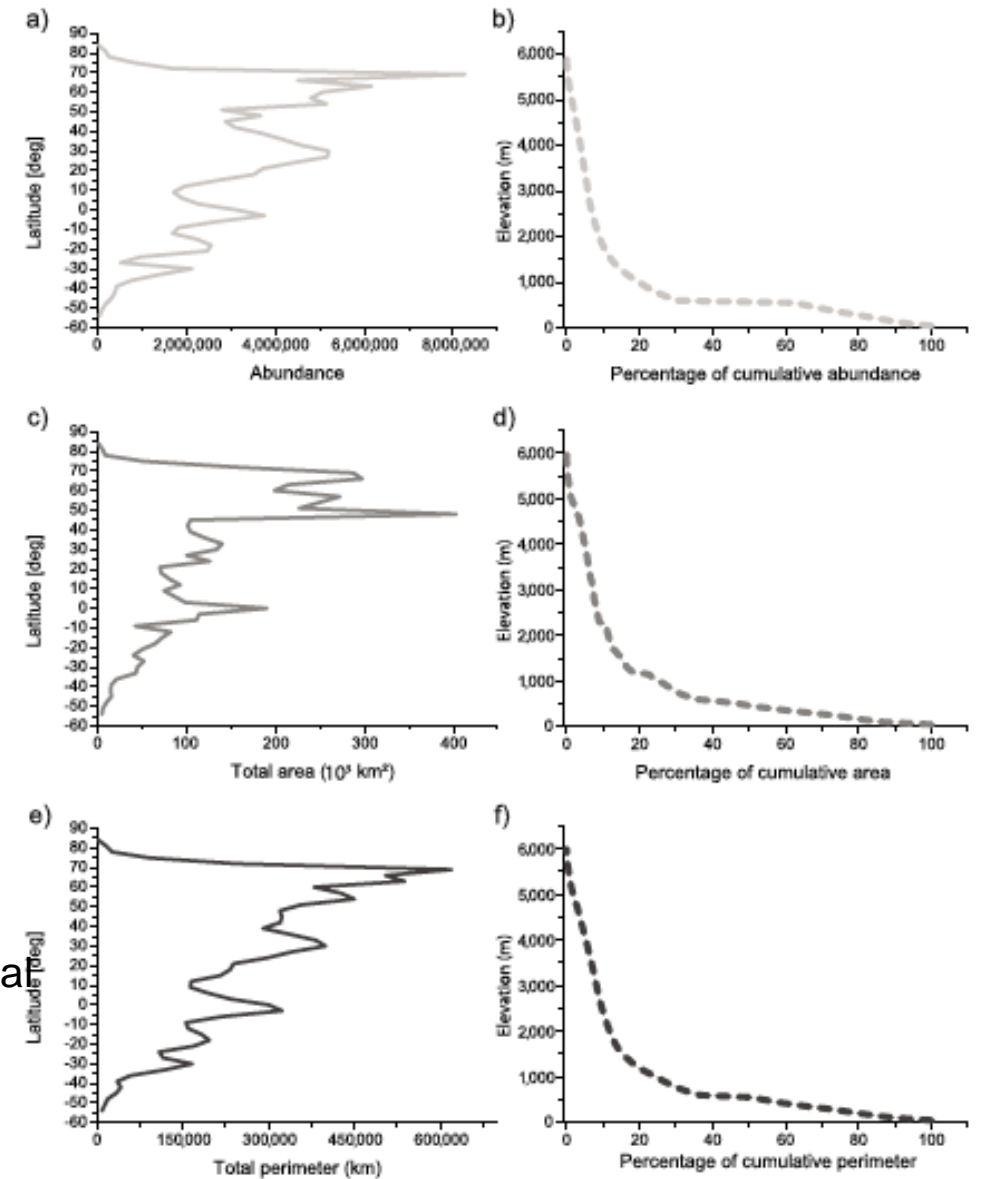 a)
90
80
70
60
50
40
30
20
10
0
-10
-20
-30
-40
-50
-60
Latitude [deg]
0 2,000,000 4,000,000 6,000,000 8,000,000
Abundance
b)
6,000
5,000
4,000
3,000
2,000
1,000
0
Elevation (m)
0 20 40 60 80 100
Percentage of cumulative abundance
c)
90
80
70
60
50
40
30
20
10
0
-10
-20
-30
-40
-50
-60
Latitude [deg]
0 100 200 300 400
Total area (10³ km²)
d)
6,000
5,000
4,000
3,000
2,000
1,000
0
Elevation (m)
0 20 40 60 80 100
Percentage of cumulative area
e)
90
80
70
60
50
40
30
20
10
0
-10
-20
-30
-40
-50
-60
al
Latitude [deg]
0 150,000 300,000 450,000 600,000
Total perimeter (km)
f)
6,000
5,000
4,000
3,000
2,000
1,000
0
Elevation (m)
0 20 40 60 80 100
Percentage of cumulative perimeter